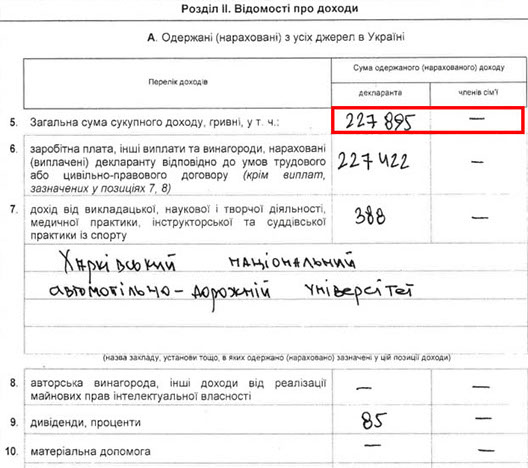 Розділ II. Відомості про доходи
А. Одержані (нараховані) з усіх джерел в Україні
Перелік доходів
Сума одержаного (нарахованого) доходу
декларанта
членів сім'ї
5. Загальна сума сукупного доходу, гривні, у т. ч.: 227 895 —
6. заробітна плата, інші виплати та винагороди, нараховані
(виплачені) декларанту відповідно до умов трудового
або цивільно-правового договору (крім виплат,
зазначених у позиціях 7, 8)
227 422 —
7. дохід від викладацької, наукової і творчої діяльності,
медичної практики, інструкторської та суддівської
практики із спорту
388 —
Харківський національний
автомобільно-дорожній університет
(назва закладу, установи тощо, в яких одержано (нараховано) зазначені у цій позиції доходи)
8. авторська винагорода, інші доходи від реалізації
майнових прав інтелектуальної власності
— —
9. дивіденди, проценти 85 —
10. матеріальна допомога — —